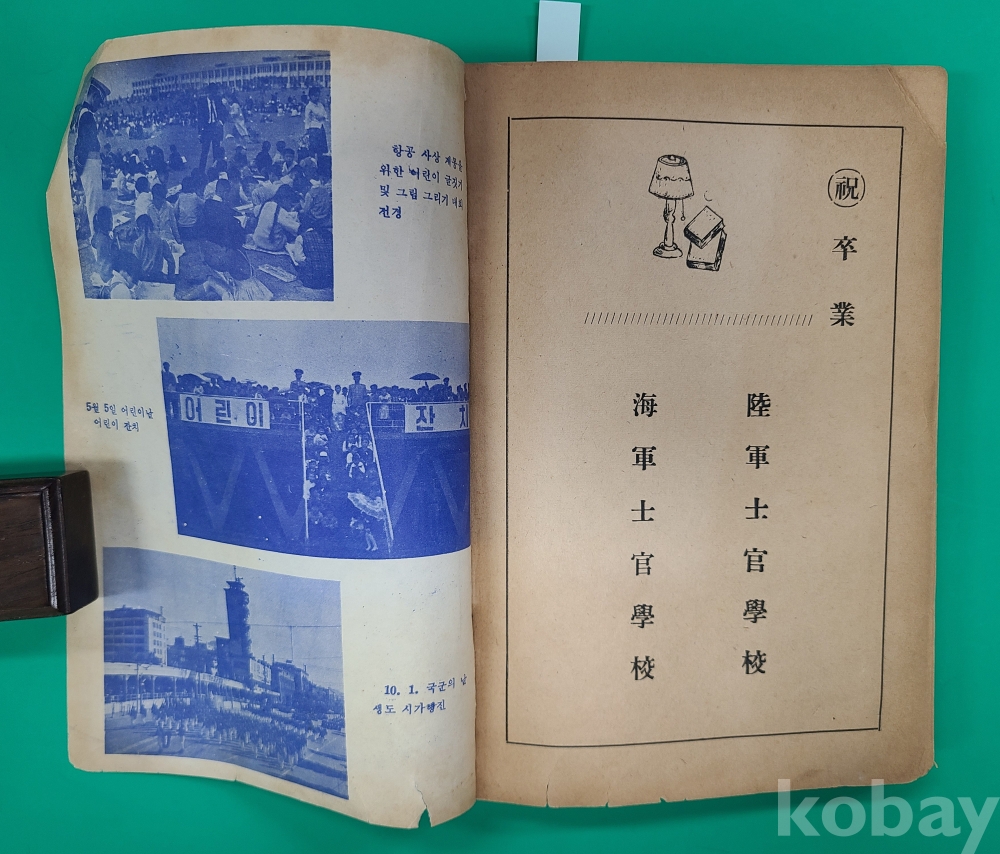 항공 사상 계몽을
위한 어린이 글짓기
및 그림 그리기 대회
전경
어린이
잔치
5월 5일 어린이날
어린이 잔치
10. 1. 국군의 날
생도 시가행진
祝卒業
陸軍士官學校
海軍士官學校
kobay